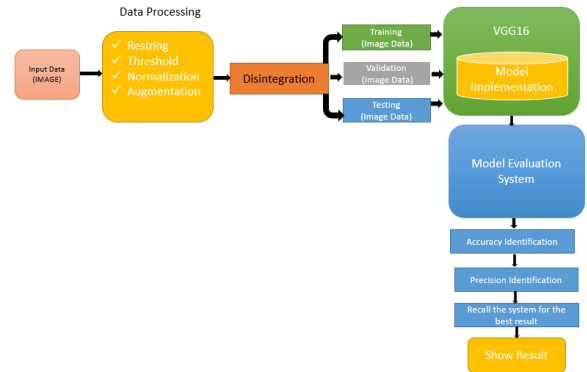 Data Processing
Input Data
(IMAGE)
✓ Resizing
✓ Threshold
✓ Normalization
✓ Augmentation
Disintegration
Training
(Image Data)
Validation
(Image Data)
Testing
(Image Data)
VGG16
Model
Implementation
Model Evaluation
System
Accuracy Identification
Precision Identification
Recall the system for the
best result
Show Result